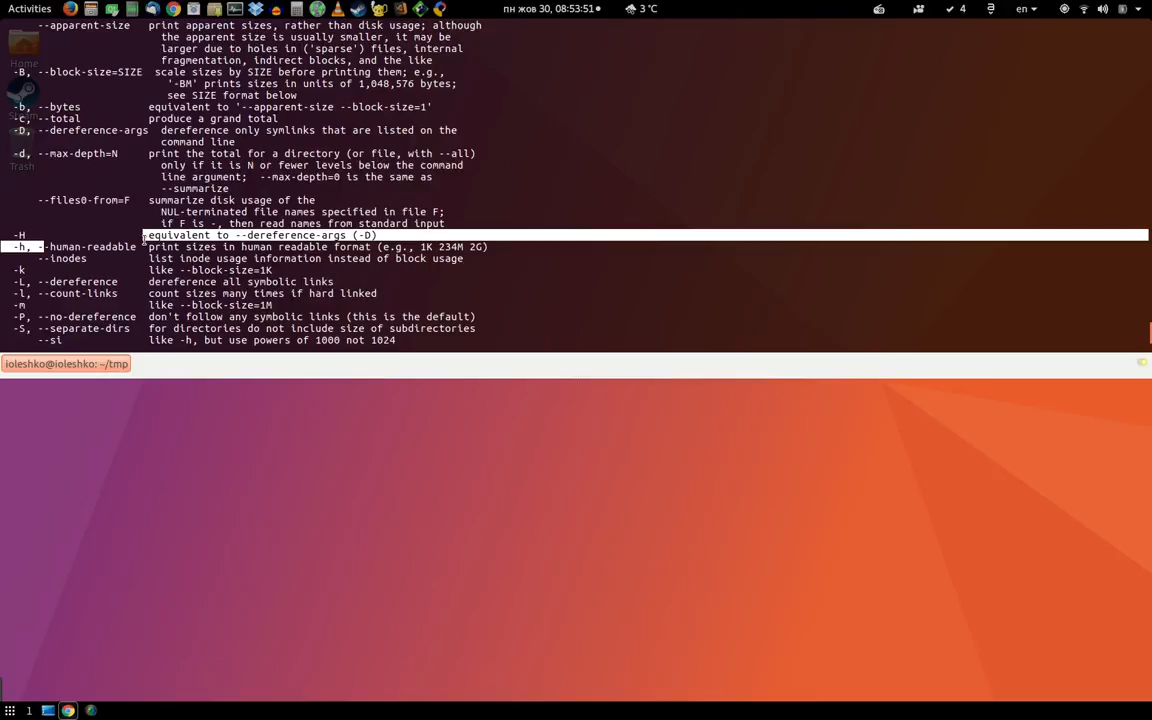 Activities
пн жов 30, 08:53:51
3 °C
4
en
--apparent-size   print apparent sizes, rather than disk usage; although
the apparent size is usually smaller, it may be
larger due to holes in ('sparse') files, internal
fragmentation, indirect blocks, and the like
-B, --block-size=SIZE  scale sizes by SIZE before printing them; e.g.,
'-BM' prints sizes in units of 1,048,576 bytes;
see SIZE format below
-b, --bytes           equivalent to '--apparent-size --block-size=1'
-c, --total           produce a grand total
-D, --dereference-args  dereference only symlinks that are listed on the
command line
-d, --max-depth=N     print the total for a directory (or file, with --all)
only if it is N or fewer levels below the command
line argument;  --max-depth=0 is the same as
--summarize
--files0-from=F   summarize disk usage of the
NUL-terminated file names specified in file F;
if F is -, then read names from standard input
-H                    equivalent to --dereference-args (-D)
-h, --human-readable  print sizes in human readable format (e.g., 1K 234M 2G)
--inodes          list inode usage information instead of block usage
-k                    like --block-size=1K
-L, --dereference     dereference all symbolic links
-l, --count-links     count sizes many times if hard linked
-m                    like --block-size=1M
-P, --no-dereference  don't follow any symbolic links (this is the default)
-S, --separate-dirs   for directories do not include size of subdirectories
--si              like -h, but use powers of 1000 not 1024
Home
Steam
Trash
ioleshko@ioleshko: ~/tmp
1